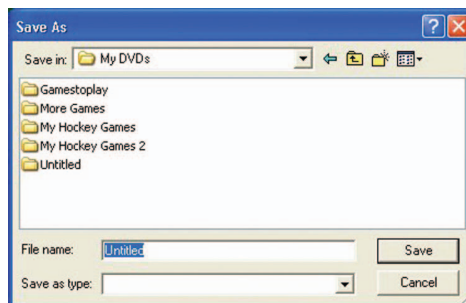 Save As
Save in: My DVDs
Gamestoplay
More Games
My Hockey Games
My Hockey Games 2
Untitled
File name: Untitled Save
Save as type: Cancel